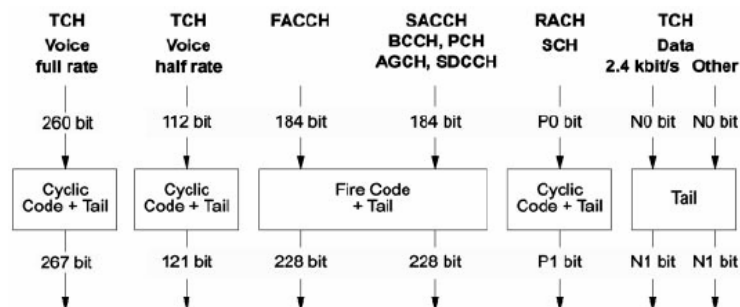 TCH TCH FACCH SACCH RACH TCH
Voice Voice BCCH, PCH SCH Data
full rate half rate AGCH, SDCCH 2.4 kbit/s Other
260 bit 112 bit 184 bit 184 bit P0 bit N0 bit N0 bit
Cyclic Code + Tail Cyclic Code + Tail Fire Code + Tail Cyclic Code + Tail Tail
267 bit 121 bit 228 bit 228 bit P1 bit N1 bit N1 bit